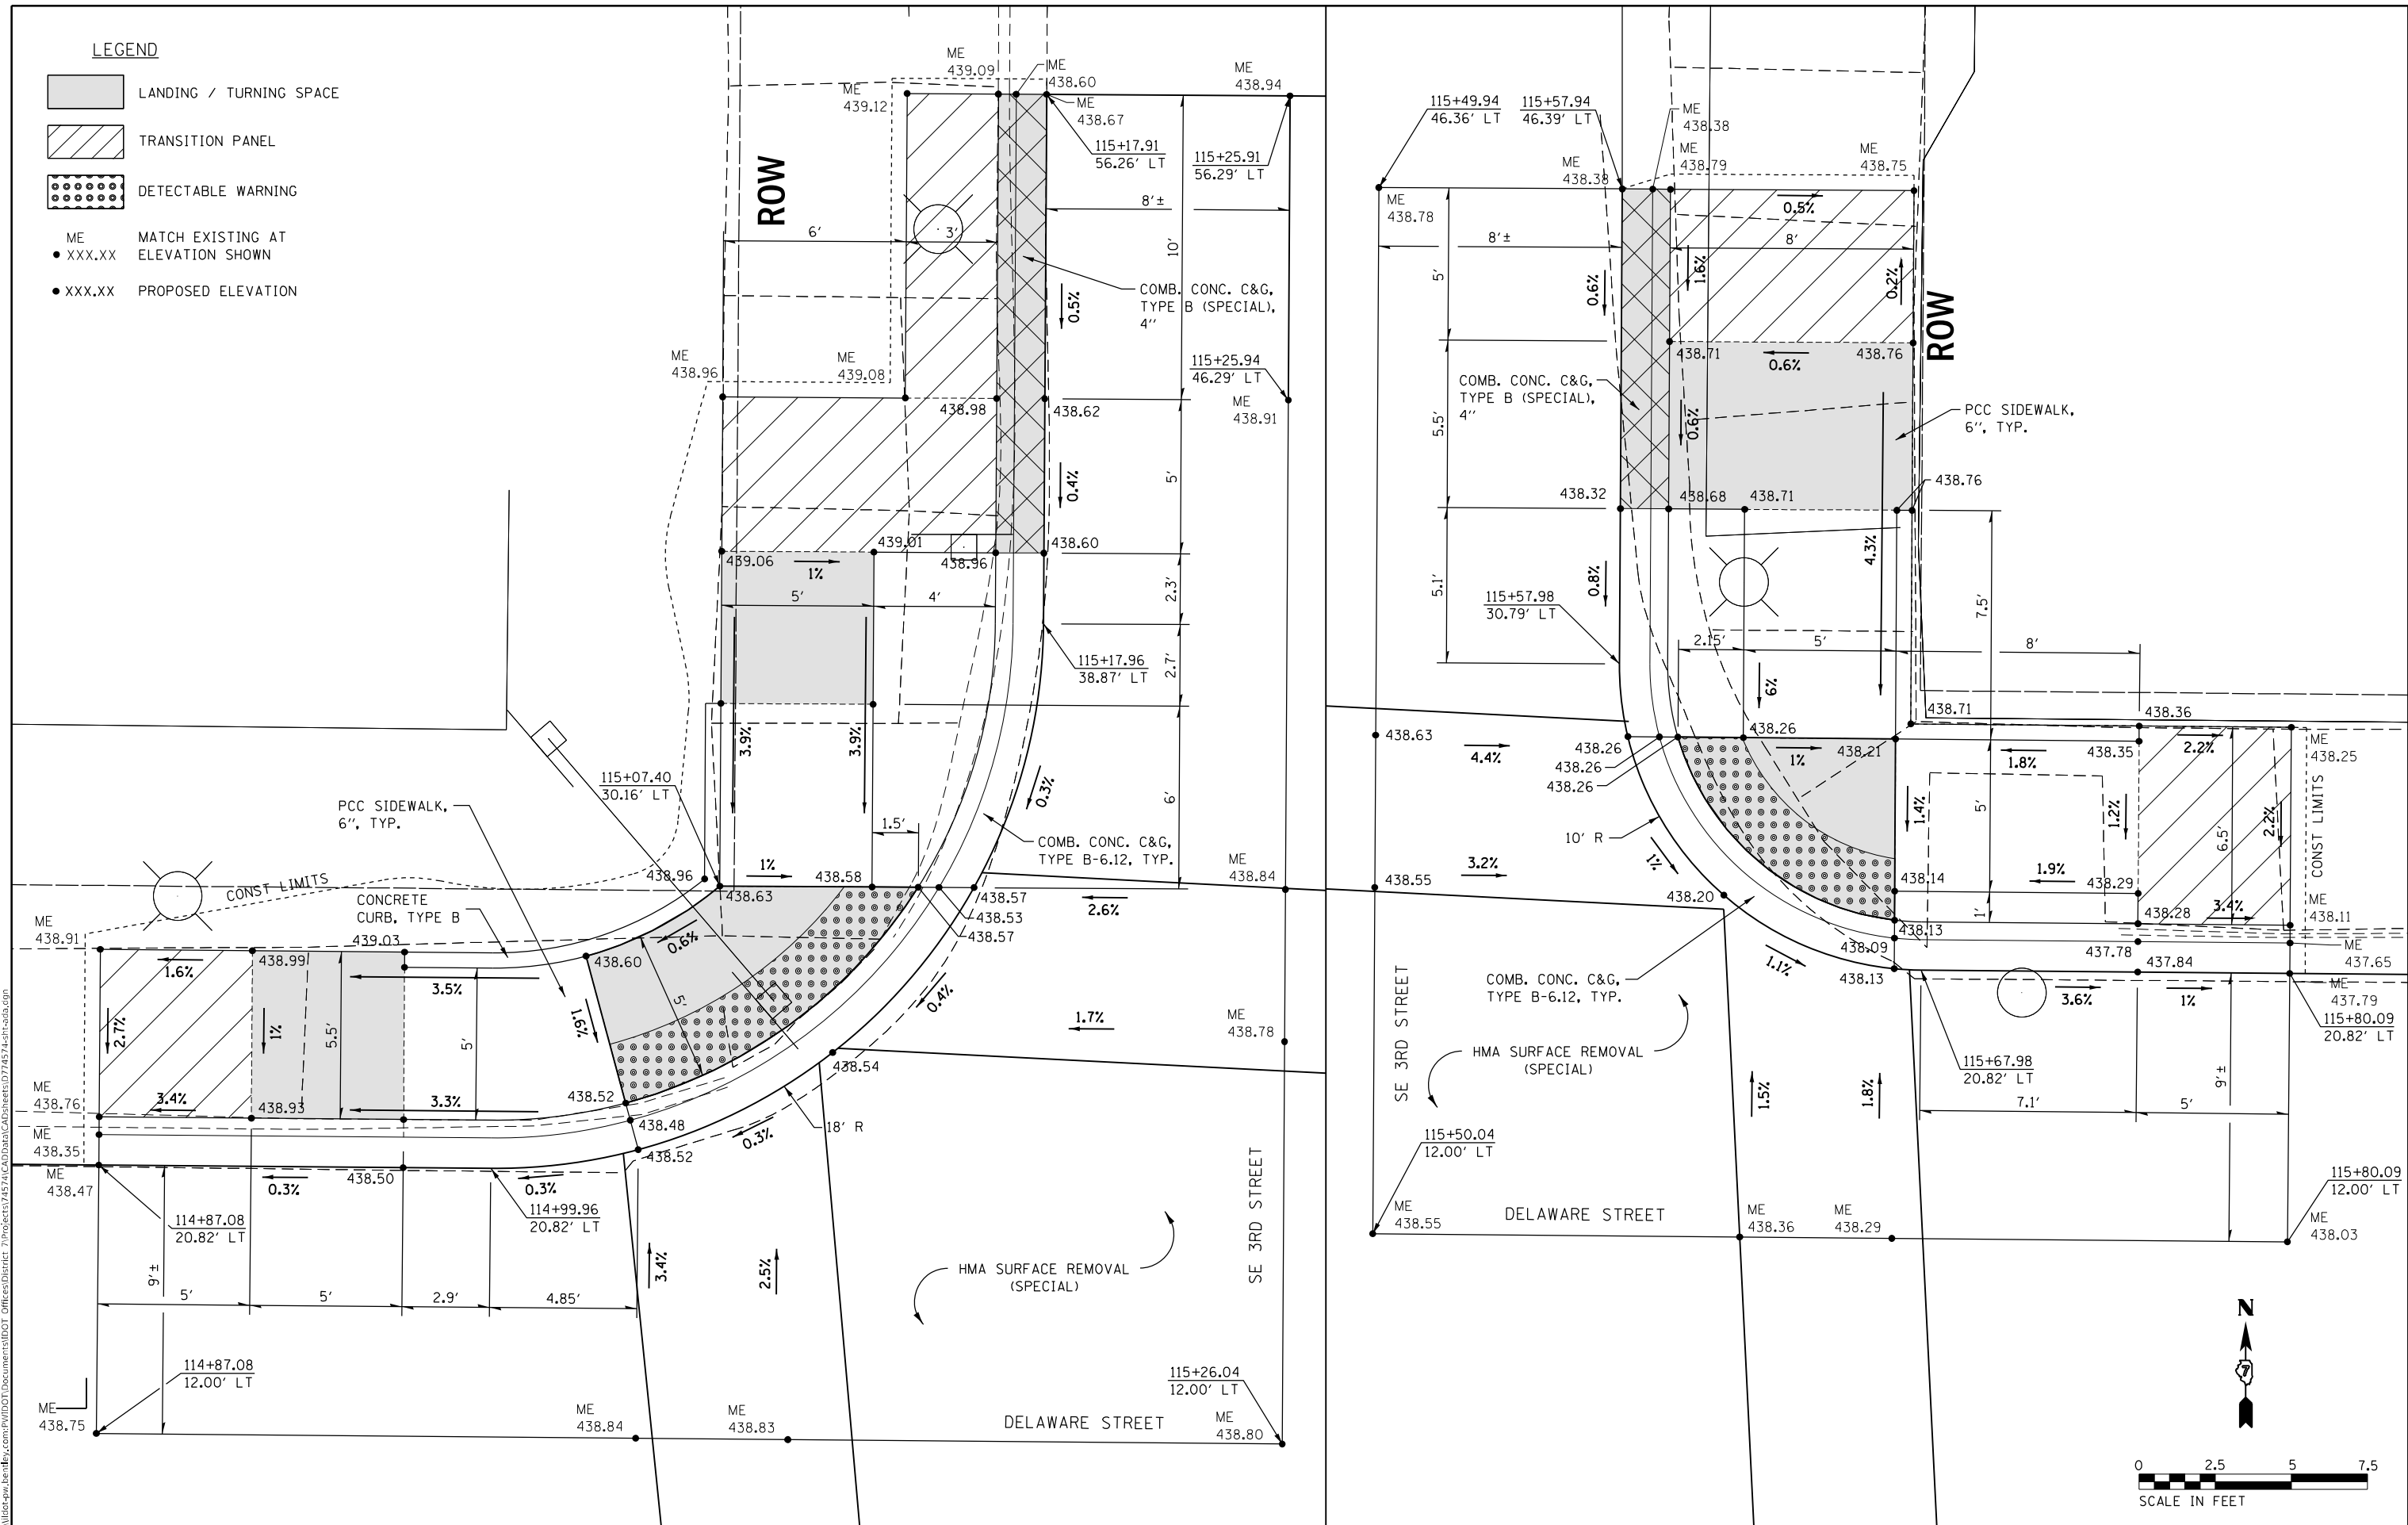 LEGEND
LANDING / TURNING SPACE
TRANSITION PANEL
DETECTABLE WARNING
ME
XXX.XX
MATCH EXISTING AT
ELEVATION SHOWN
XXX.XX PROPOSED ELEVATION
ME
439.09
ME
438.60
ME
438.94
ME
439.12
ME
438.67
115+17.91
56.26' LT
115+25.91
56.29' LT
ROW
8'±
6'
3'
10'
COMB. CONC. C&G,
TYPE B (SPECIAL),
4''
0.5%
ME
438.96
ME
439.08
115+25.94
46.29' LT
ME
438.91
438.98
438.62
0.4%
5'
439.01
438.60
439.06
438.96
1%
5'
4'
2.3'
115+17.96
38.87' LT
2.7'
3.9%
3.9%
115+07.40
30.16' LT
0.3%
6'
PCC SIDEWALK,
6'', TYP.
1.5'
COMB. CONC. C&G,
TYPE B-6.12, TYP.
1%
438.96
438.58
438.63
ME
438.84
CONST LIMITS
CONCRETE
CURB, TYPE B
438.57
438.53
438.57
2.6%
ME
438.91
439.03
438.99
438.60
0.6%
1.6%
3.5%
5'
0.4%
2.7%
1%
5.5'
5'
1.6%
1.7%
ME
438.78
438.54
ME
438.76
3.4%
438.93
3.3%
438.52
438.48
18' R
ME
438.35
0.3%
438.52
ME
438.47
0.3%
438.50
0.3%
114+87.08
20.82' LT
114+99.96
20.82' LT
3.4%
2.5%
HMA SURFACE REMOVAL
(SPECIAL)
SE 3RD STREET
9'±
5'
5'
2.9'
4.85'
114+87.08
12.00' LT
115+26.04
12.00' LT
ME
438.75
ME
438.84
ME
438.83
DELAWARE STREET
ME
438.80
115+49.94
46.36' LT
115+57.94
46.39' LT
ME
438.38
ME
438.38
ME
438.79
ME
438.75
ME
438.78
0.5%
8'±
8'
5'
0.6%
1.6%
0.2%
ROW
438.71
438.76
0.6%
COMB. CONC. C&G,
TYPE B (SPECIAL),
4''
5.5'
0.6%
PCC SIDEWALK,
6'', TYP.
438.32
438.68
438.71
438.76
4.3%
0.8%
5.1'
115+57.98
30.79' LT
7.5'
2.15'
5'
8'
6%
438.71
438.36
438.63
438.26
438.26
438.26
438.26
438.21
438.35
2.2%
ME
438.25
4.4%
1%
1.8%
10' R
1.4%
5'
1.2%
6.5'
2.2%
CONST LIMITS
1%
3.2%
438.55
438.14
438.29
1.9%
438.20
438.28
3.4%
ME
438.11
1'
438.13
438.09
437.78
ME
437.65
1.1%
438.13
437.84
ME
437.79
COMB. CONC. C&G,
TYPE B-6.12, TYP.
3.6%
1%
115+80.09
20.82' LT
SE 3RD STREET
HMA SURFACE REMOVAL
(SPECIAL)
115+67.98
20.82' LT
1.5%
1.8%
7.1'
5'
9'±
115+50.04
12.00' LT
115+80.09
12.00' LT
ME
438.55
DELAWARE STREET
ME
438.36
ME
438.29
ME
438.03
N
7
0 2.5 5 7.5
SCALE IN FEET